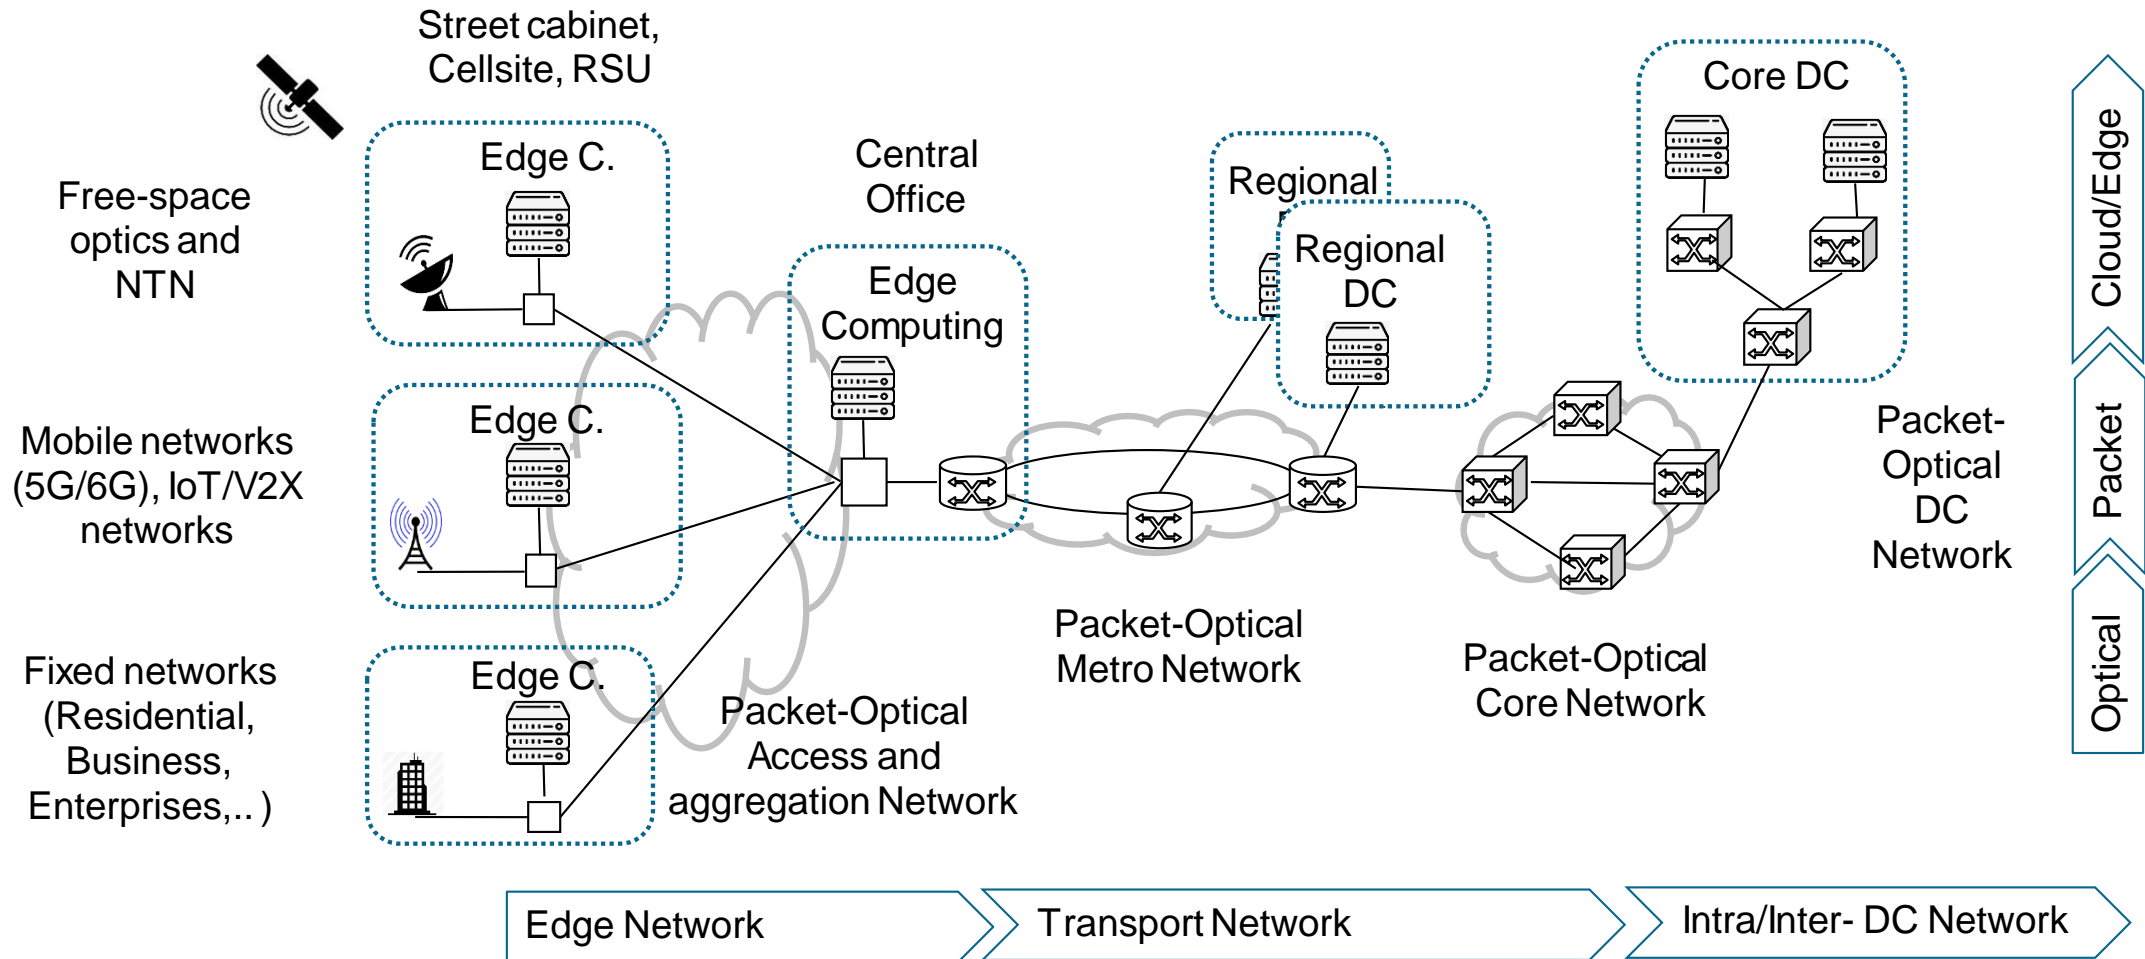 Street cabinet,
Cellsite, RSU
Free-space
optics and
NTN
Edge C.
Mobile networks
(5G/6G), IoT/V2X
networks
Edge C.
Fixed networks
(Residential,
Business,
Enterprises,.. )
Edge C.
Packet-Optical
Access and
aggregation Network
Central
Office
Edge
Computing
Regional
Regional
DC
Packet-Optical
Metro Network
Packet-Optical
Core Network
Core DC
Packet-
Optical
DC
Network
Cloud/Edge
Packet
Optical
Edge Network
Transport Network
Intra/Inter- DC Network